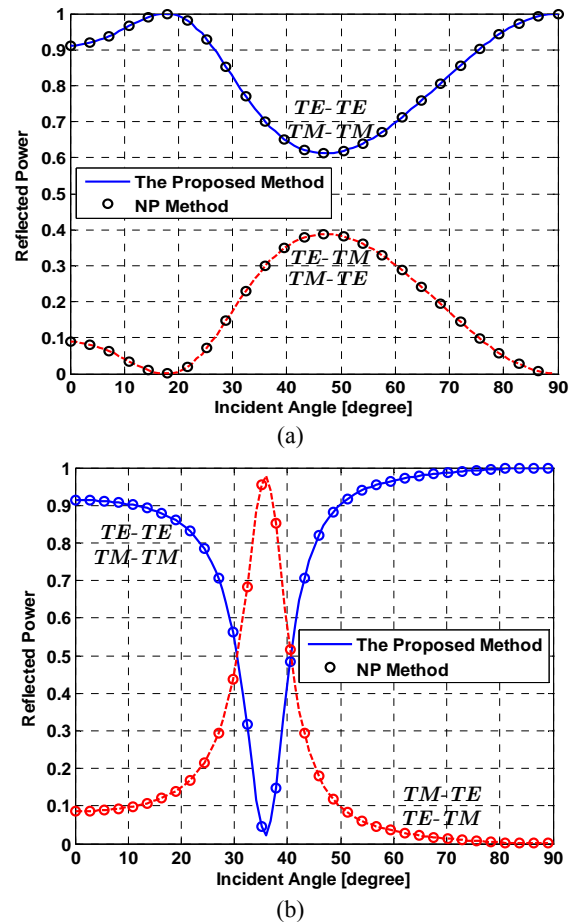 1
0.9
0.8
0.7
0.6
0.5
0.4
0.3
0.2
0.1
0
Reflected Power
TE-TE
TM-TM
The Proposed Method
NP Method
TE-TM
TM-TE
0 10 20 30 40 50 60 70 80 90
Incident Angle [degree]
(a)
1
0.9
0.8
0.7
0.6
0.5
0.4
0.3
0.2
0.1
0
Reflected Power
TE-TE
TM-TM
The Proposed Method
NP Method
TM-TE
TE-TM
0 10 20 30 40 50 60 70 80 90
Incident Angle [degree]
(b)